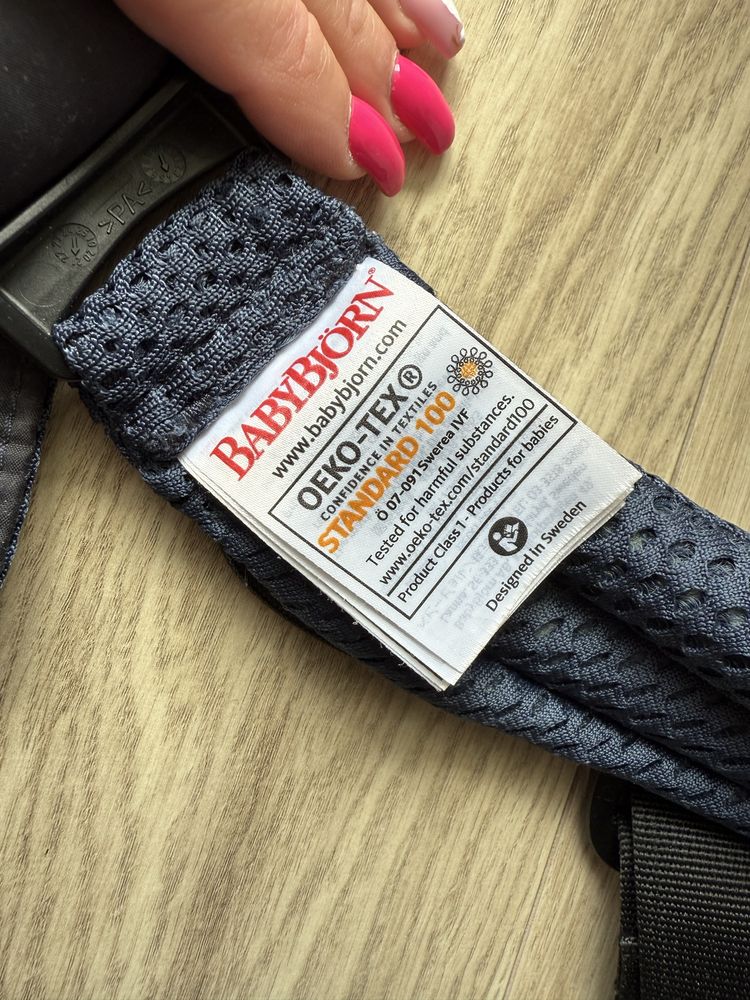 >PA<
BABYBJÖRN®
www.babybjorn.com
OEKO-TEX®
CONFIDENCE IN TEXTILES
STANDARD 100
ó 07-091 Swerea IVF
Tested for harmful substances.
www.oeko-tex.com/standard100
Product Class 1 - Products for babies
Designed in Sweden